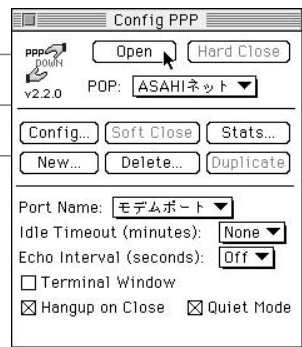 Config PPP
PPP
DOWN
v2.2.0
Open
Hard Close
POP: ASAHIネット
Config...
Soft Close
Stats...
New...
Delete...
Duplicate
Port Name: モデムポート
Idle Timeout (minutes): None
Echo Interval (seconds): Off
Terminal Window
Hangup on Close
Quiet Mode